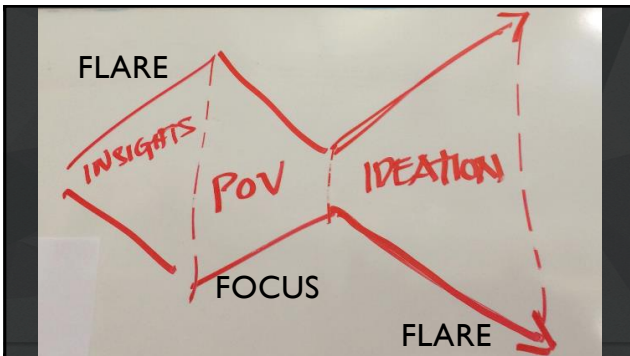 FLARE
INSIGHTS
POV
IDEATION
FOCUS
FLARE